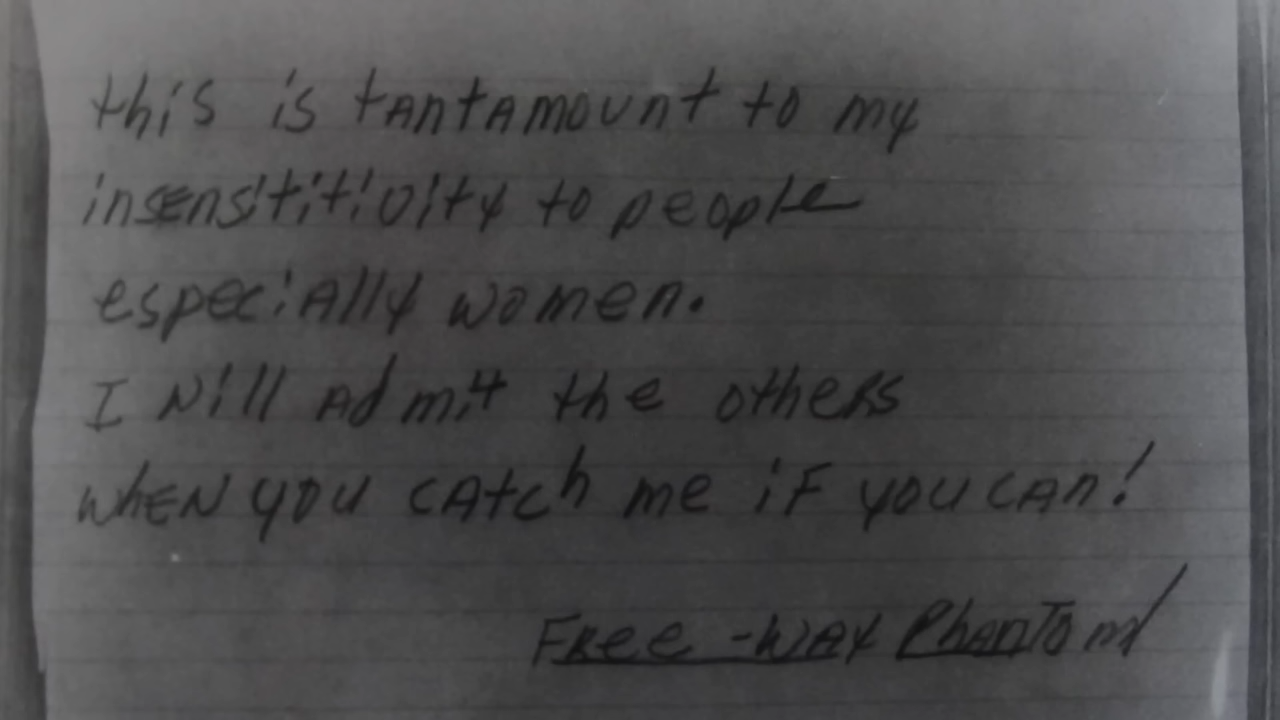 this is tantamount to my
insenstitivity to people
especially women.
I will admit the others
when you catch me if you can!
Free-way Phantom